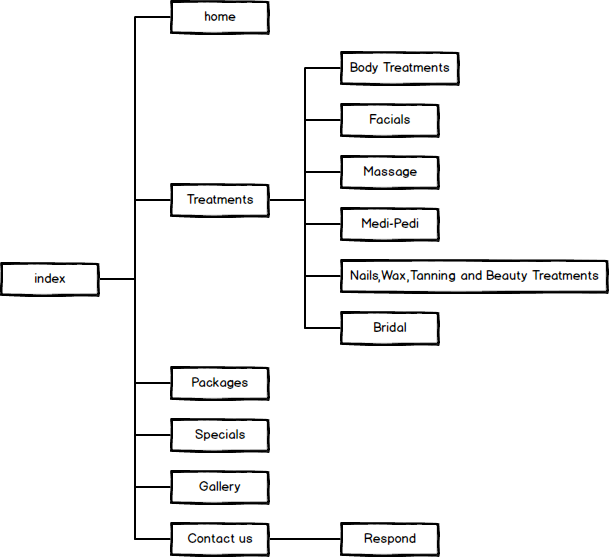 home
Body Treatments
Facials
Massage
Treatments
Medi-Pedi
index
Nails,Wax,Tanning and Beauty Treatments
Bridal
Packages
Specials
Gallery
Contact us
Respond